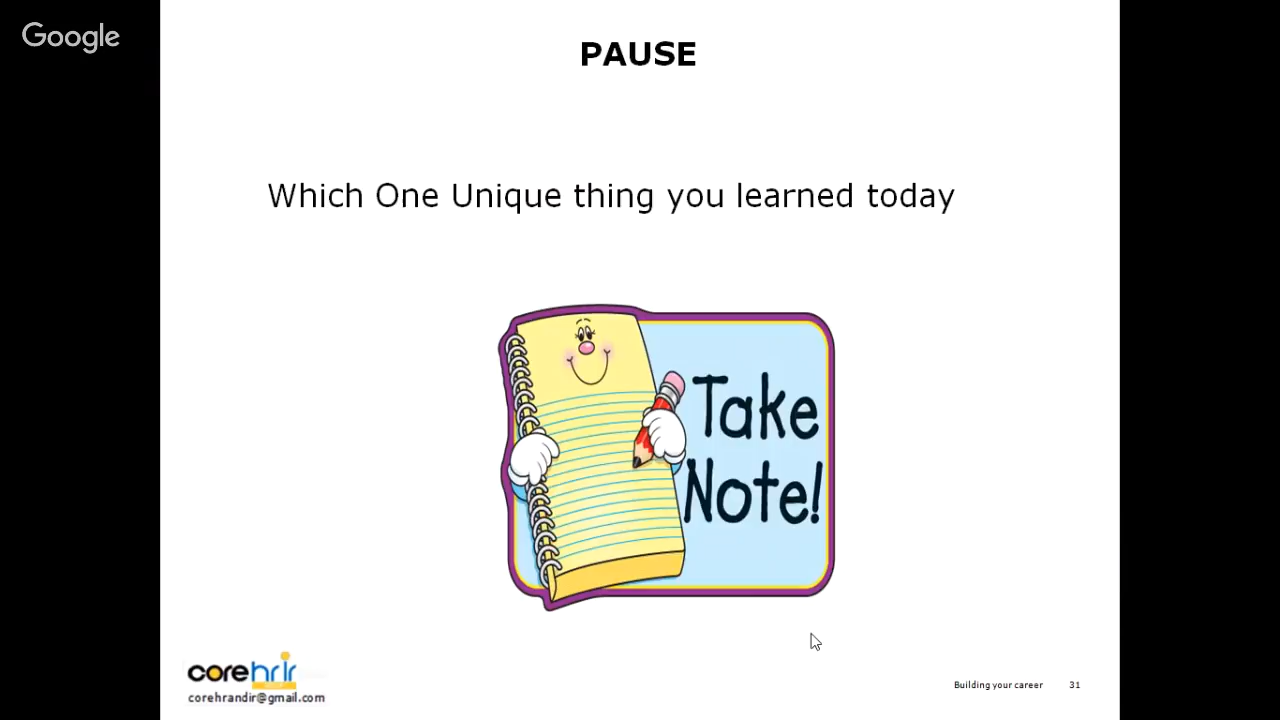 Google
PAUSE
Which One Unique thing you learned today
Take
Note!
corehrir
corehrandir@gmail.com
Building your career 31